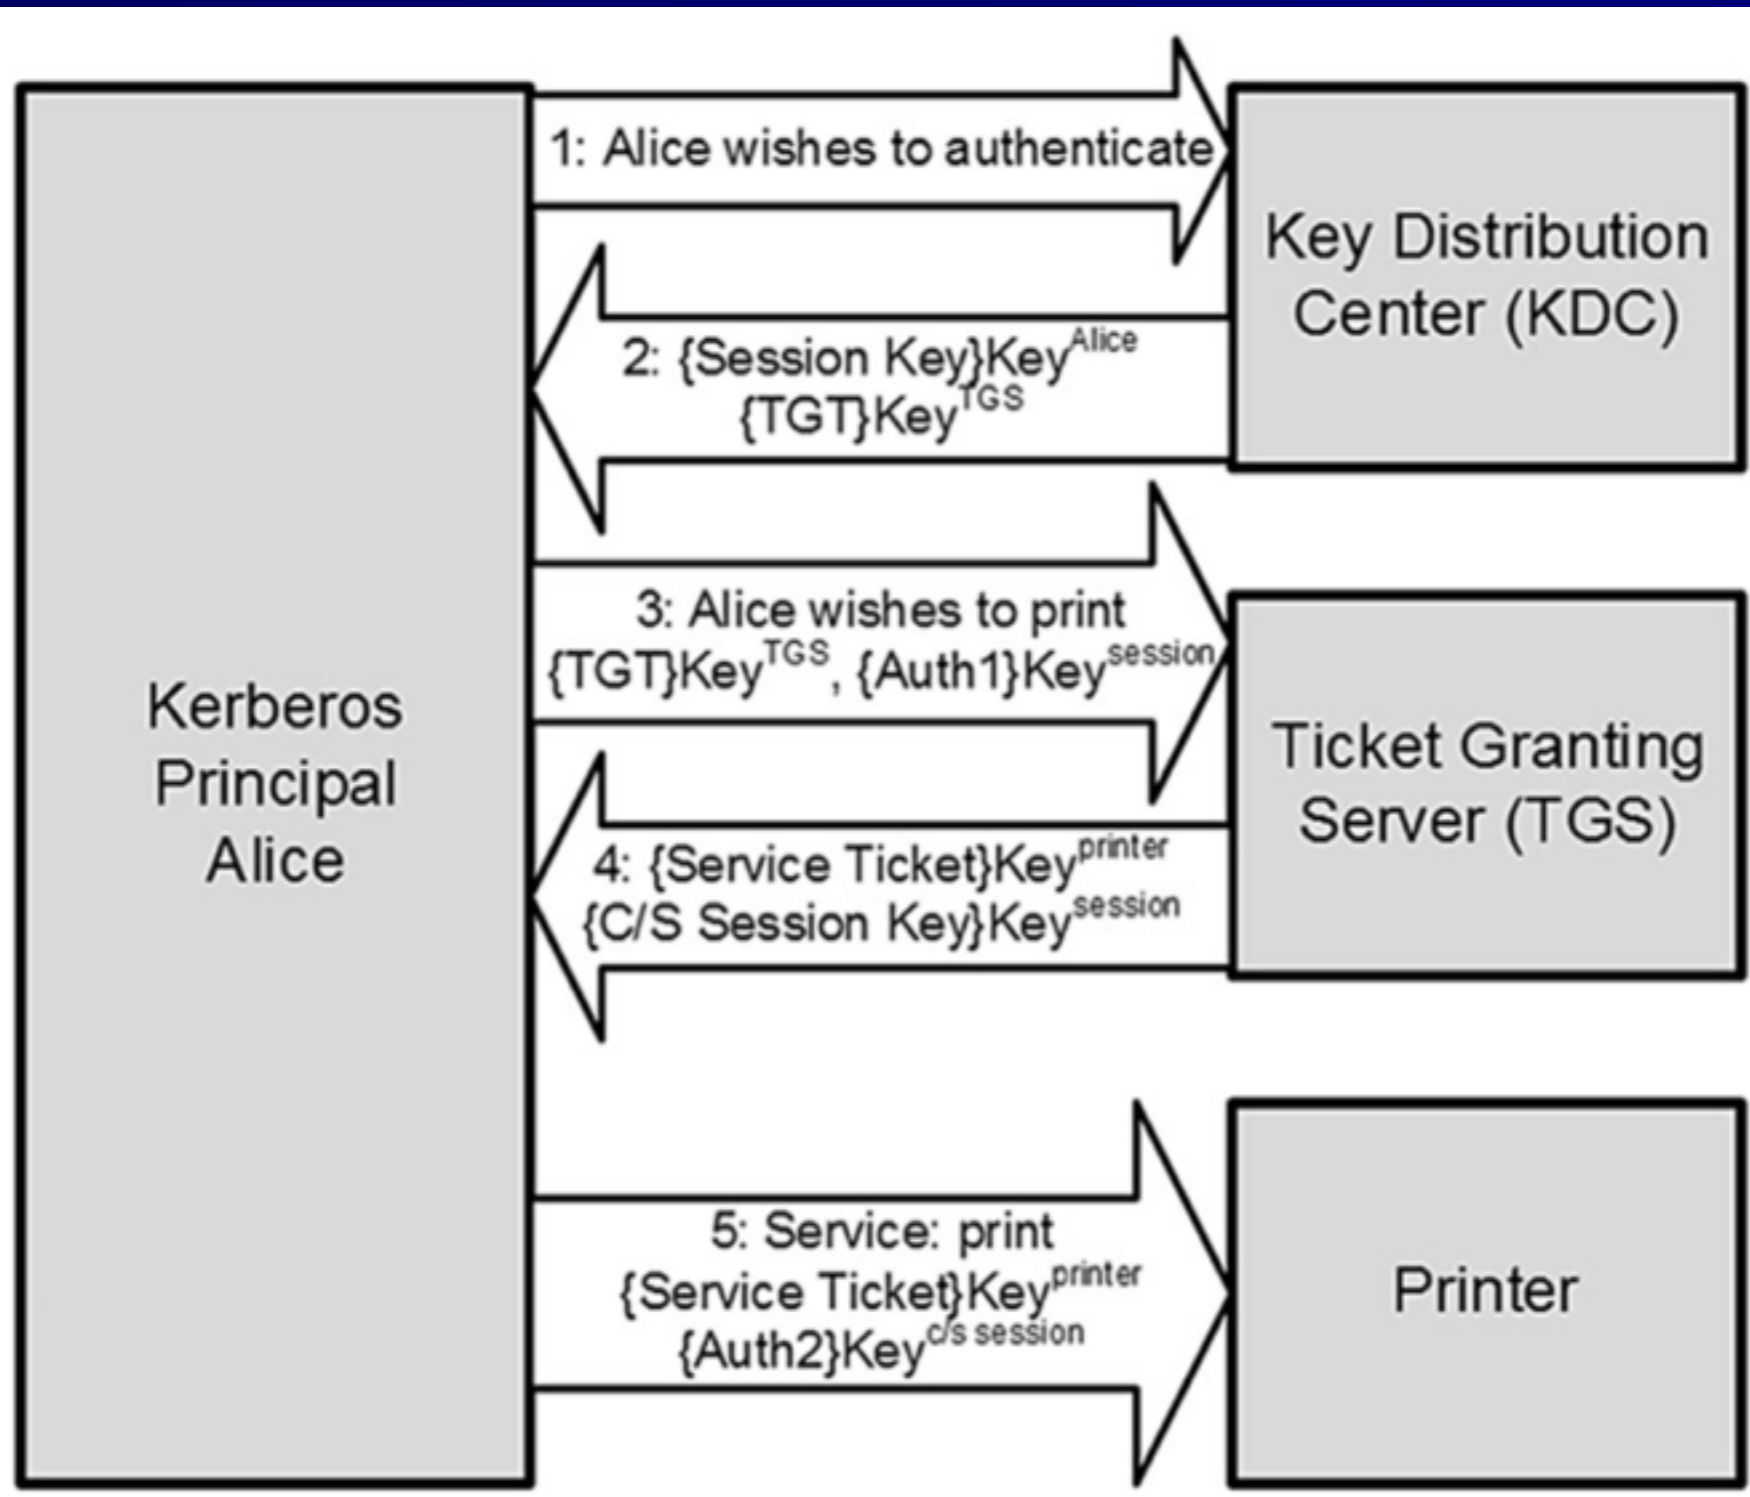 Kerberos
Principal
Alice
1: Alice wishes to authenticate
Key Distribution
Center (KDC)
2: {Session Key}Key^Alice
{TGT}Key^TGS
3: Alice wishes to print
{TGT}Key^TGS, {Auth1}Key^session
Ticket Granting
Server (TGS)
4: {Service Ticket}Key^printer
{C/S Session Key}Key^session
5: Service: print
{Service Ticket}Key^printer
{Auth2}Key^c/s session
Printer